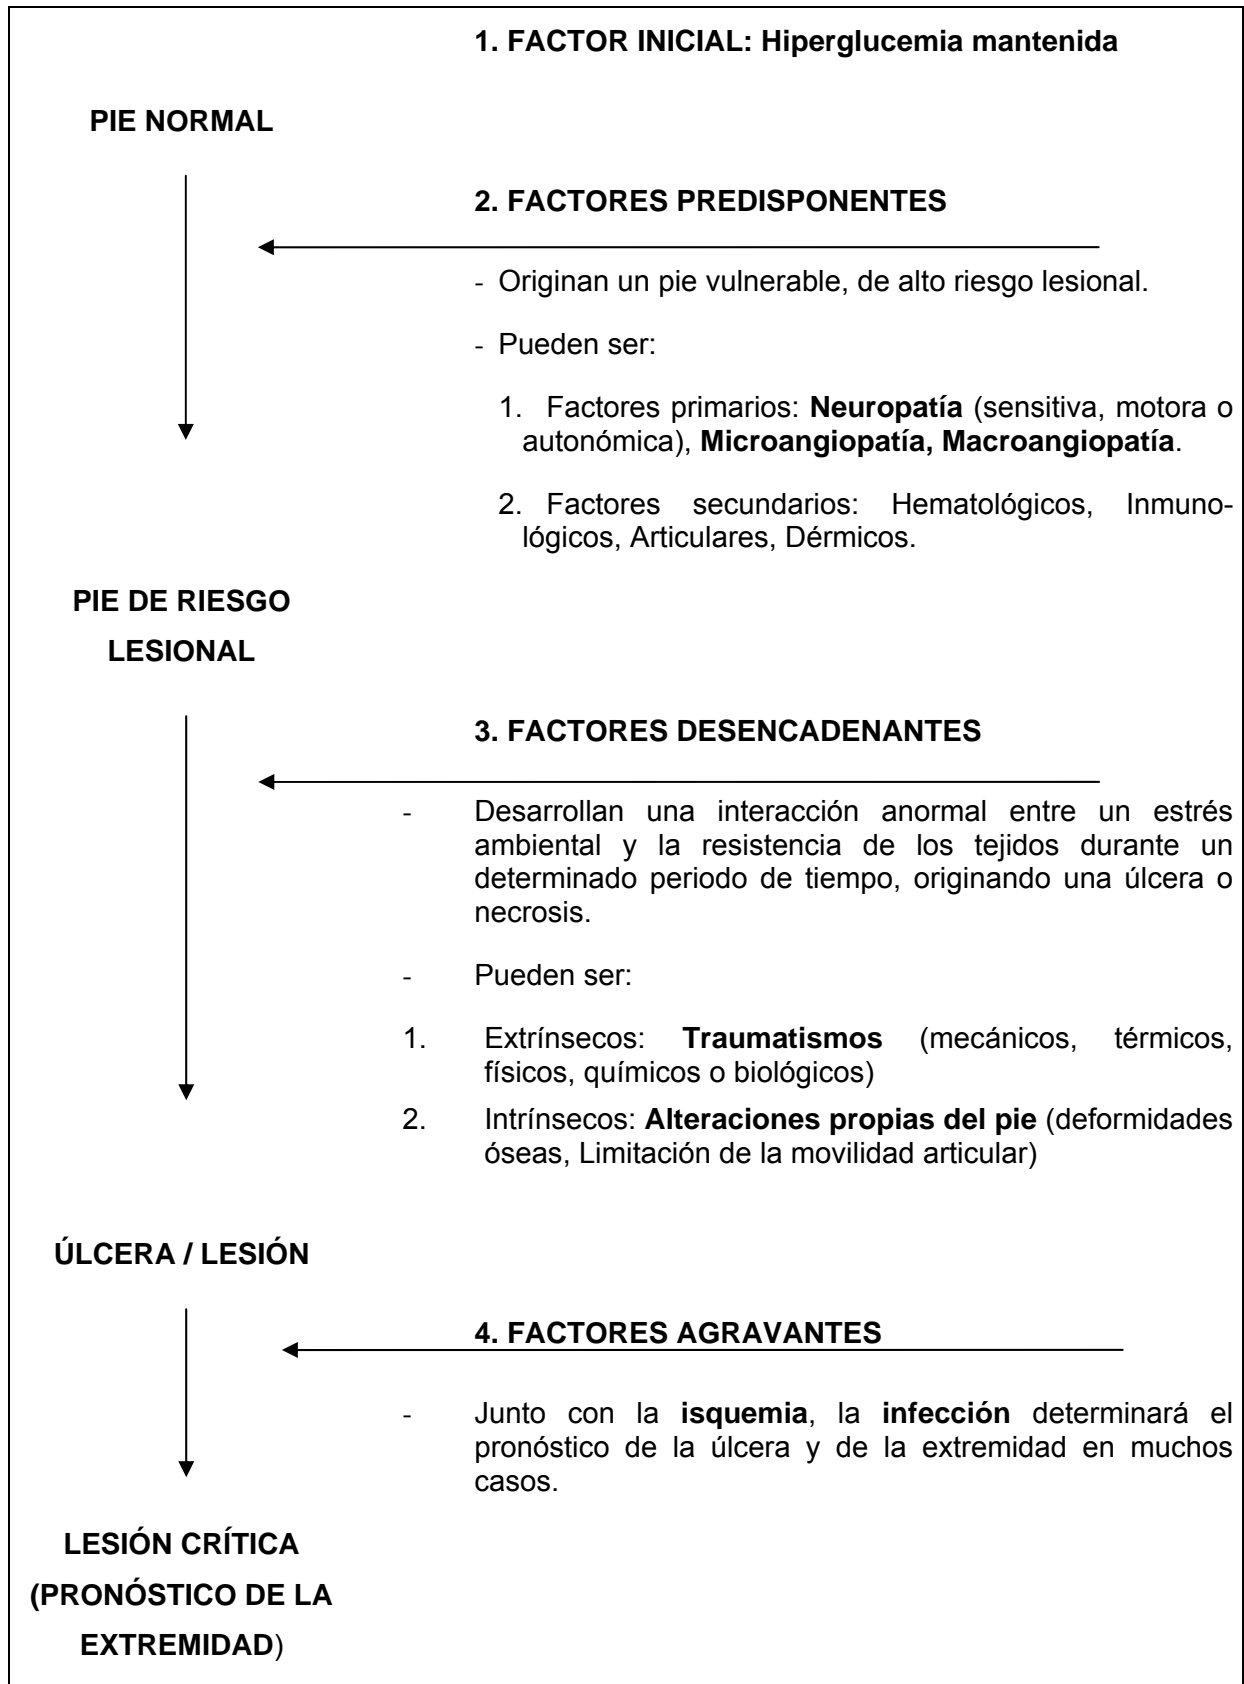 1. FACTOR INICIAL: Hiperglucemia mantenida
PIE NORMAL
2. FACTORES PREDISPONENTES
- Originan un pie vulnerable, de alto riesgo lesional.
- Pueden ser:
1. Factores primarios: Neuropatía (sensitiva, motora o
autonómica), Microangiopatía, Macroangiopatía.
2. Factores secundarios: Hematológicos, Inmuno-
lógicos, Articulares, Dérmicos.
PIE DE RIESGO
LESIONAL
3. FACTORES DESENCADENANTES
- Desarrollan una interacción anormal entre un estrés
ambiental y la resistencia de los tejidos durante un
determinado periodo de tiempo, originando una úlcera o
necrosis.
- Pueden ser:
1. Extrínsecos: Traumatismos (mecánicos, térmicos,
físicos, químicos o biológicos)
2. Intrínsecos: Alteraciones propias del pie (deformidades
óseas, Limitación de la movilidad articular)
ÚLCERA / LESIÓN
4. FACTORES AGRAVANTES
- Junto con la isquemia, la infección determinará el
pronóstico de la úlcera y de la extremidad en muchos
casos.
LESIÓN CRÍTICA
(PRONÓSTICO DE LA
EXTREMIDAD)